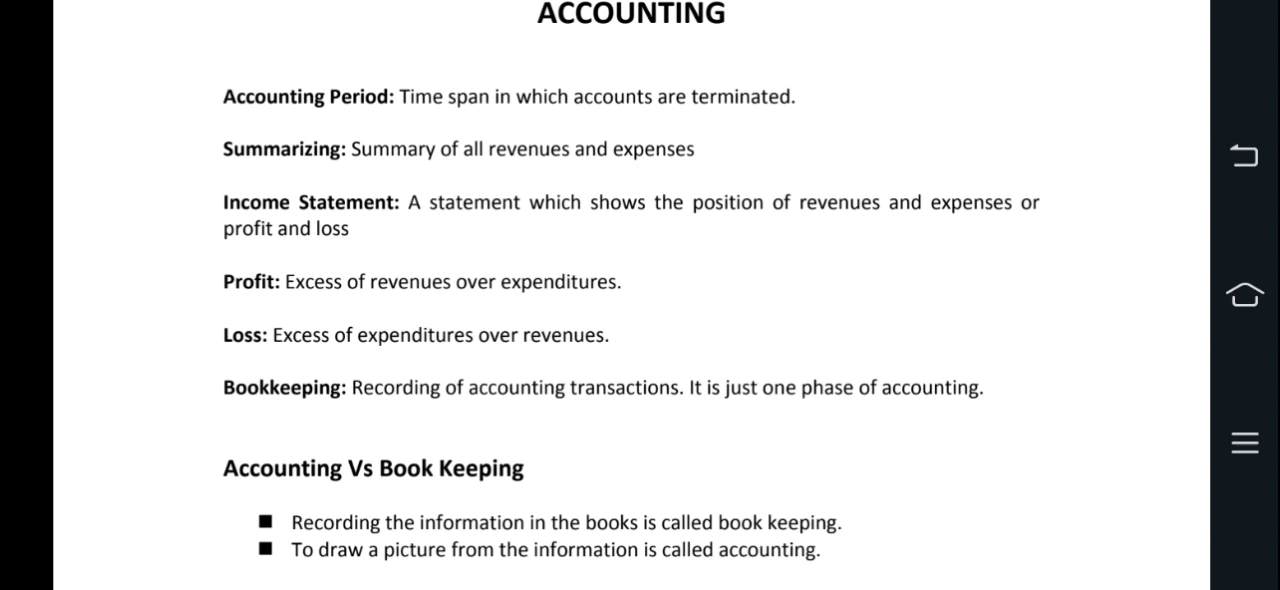 ACCOUNTING
Accounting Period: Time span in which accounts are terminated.
Summarizing: Summary of all revenues and expenses
Income Statement: A statement which shows the position of revenues and expenses or
profit and loss
Profit: Excess of revenues over expenditures.
Loss: Excess of expenditures over revenues.
Bookkeeping: Recording of accounting transactions. It is just one phase of accounting.
Accounting Vs Book Keeping
■ Recording the information in the books is called book keeping.
■ To draw a picture from the information is called accounting.